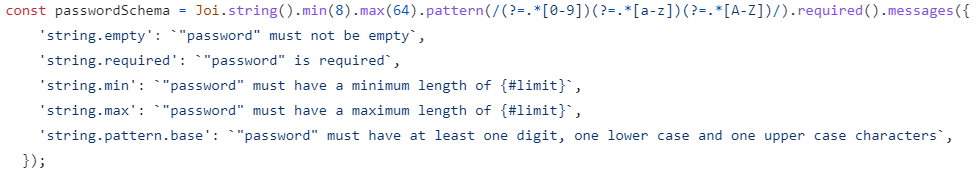 const passwordSchema = Joi.string().min(8).max(64).pattern(/(?=.*[0-9])(?=.*[a-z])(?=.*[A-Z])/).required().messages({
    'string.empty': `"password" must not be empty`,
    'string.required': `"password" is required`,
    'string.min': `"password" must have a minimum length of {#limit}`,
    'string.max': `"password" must have a maximum length of {#limit}`,
    'string.pattern.base': `"password" must have at least one digit, one lower case and one upper case characters`,
  });